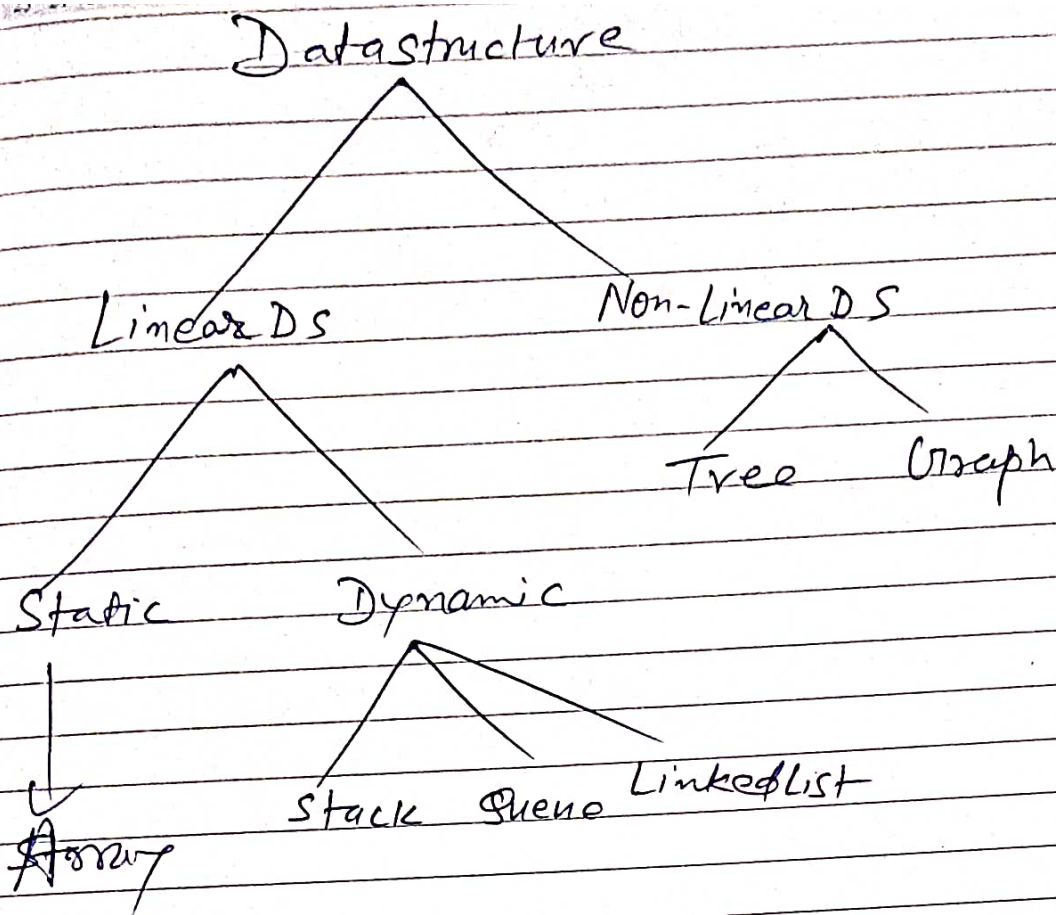 Datastructure
Linear DS
Non-Linear DS
Tree
Graph
Static
Dynamic
Stack
Queue
Linkedlist
Array